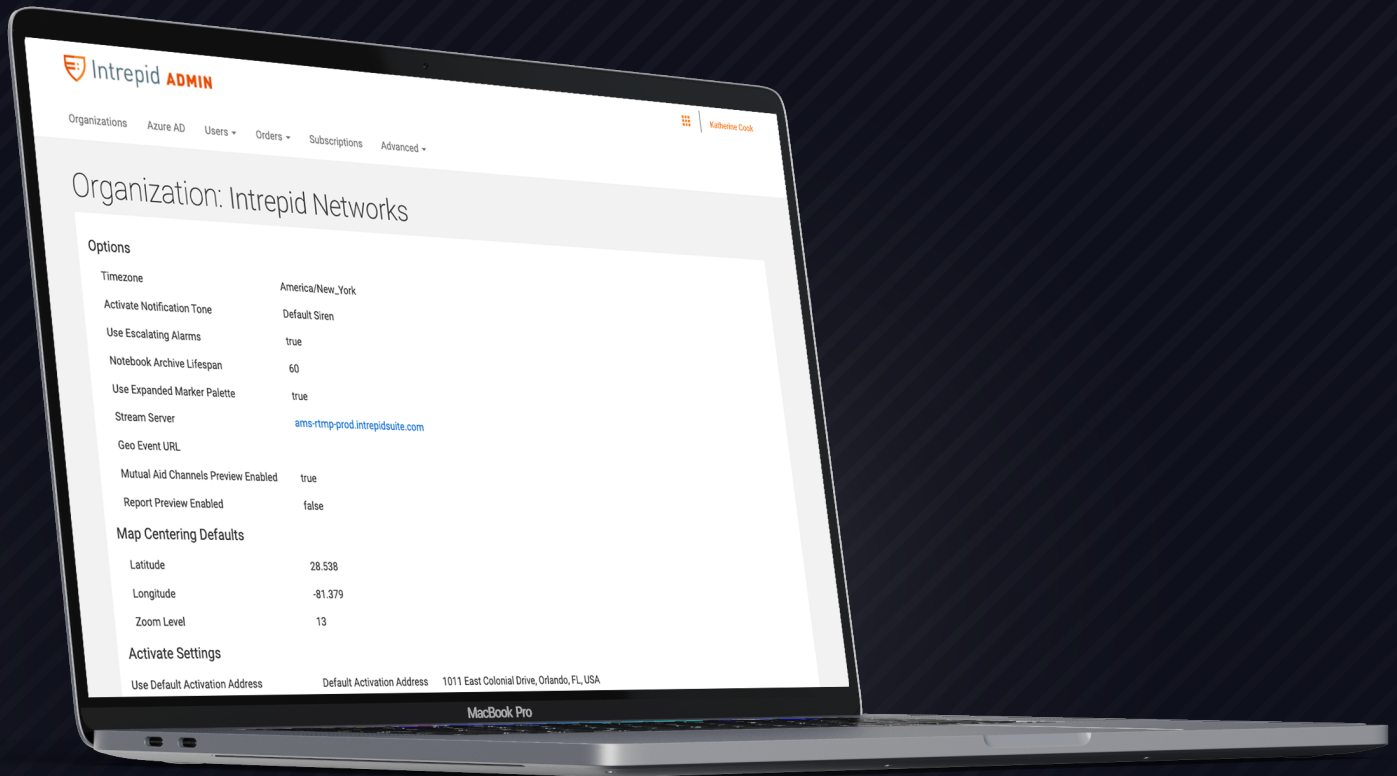 Intrepid ADMIN
Katherine Cook
Organizations Azure AD Users Orders Subscriptions Advanced
Organization: Intrepid Networks
Options
Timezone America/New_York
Activate Notification Tone Default Siren
Use Escalating Alarms true
Notebook Archive Lifespan 60
Use Expanded Marker Palette true
Stream Server ams-rtmp-prod.intrepidsuite.com
Geo Event URL
Mutual Aid Channels Preview Enabled true
Report Preview Enabled false
Map Centering Defaults
Latitude 28.538
Longitude -81.379
Zoom Level 13
Activate Settings
Use Default Activation Address Default Activation Address 1011 East Colonial Drive, Orlando, FL, USA
MacBook Pro